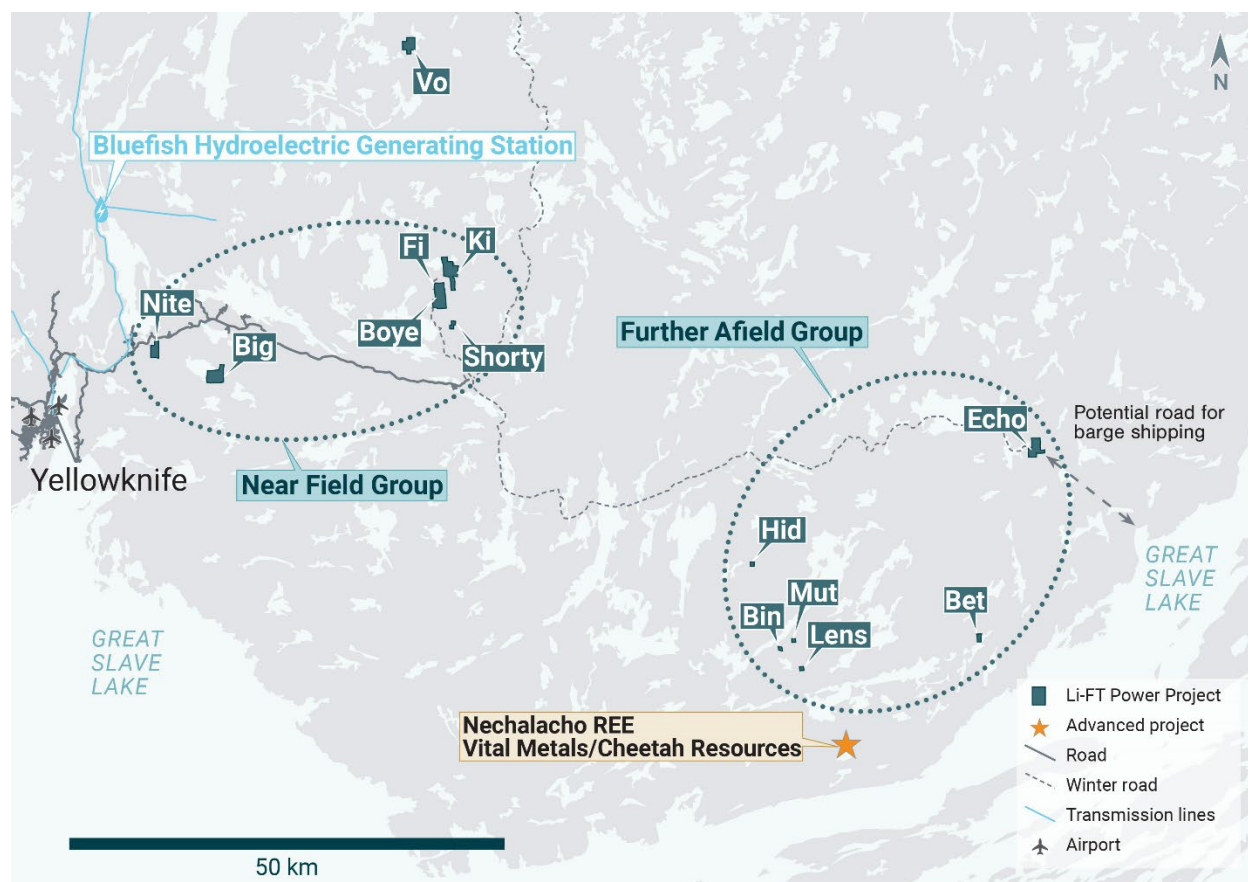 Vo
N
Bluefish Hydroelectric Generating Station
Fi
Ki
Nite
Boye
Big
Shorty
Further Afield Group
Echo
Potential road for
barge shipping
Yellowknife
Near Field Group
Hid
GREAT
SLAVE
LAKE
Mut
Bin
Bet
Lens
GREAT
SLAVE
LAKE
Nechalacho REE
Vital Metals/Cheetah Resources
Li-FT Power Project
Advanced project
Road
Winter road
Transmission lines
Airport
50 km